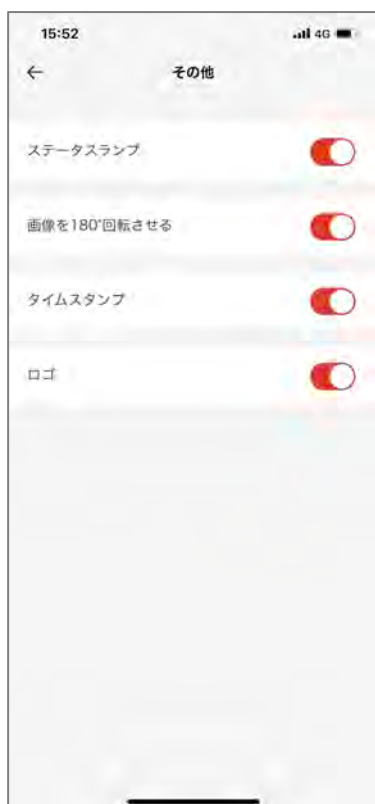 15:52
4G
その他
ステータスランプ
画像を180°回転させる
タイムスタンプ
ロゴ